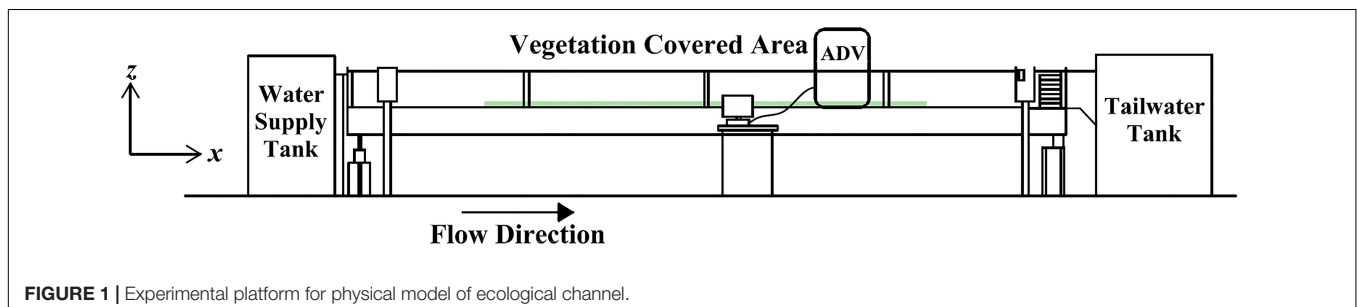 Vegetation Covered Area
ADV
z
x
Water
Supply
Tank
Tailwater
Tank
Flow Direction
FIGURE 1 | Experimental platform for physical model of ecological channel.